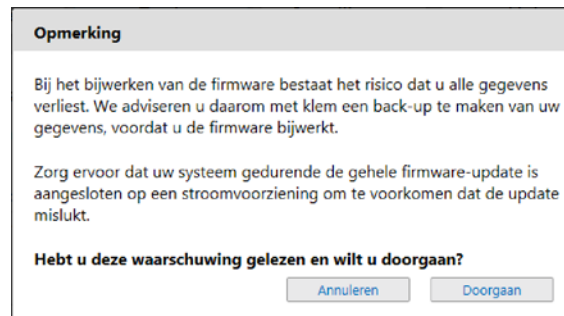 Opmerking
Bij het bijwerken van de firmware bestaat het risico dat u alle gegevens
verliest. We adviseren u daarom met klem een back-up te maken van uw
gegevens, voordat u de firmware bijwerkt.
Zorg ervoor dat uw systeem gedurende de gehele firmware-update is
aangesloten op een stroomvoorziening om te voorkomen dat de update
mislukt.
Hebt u deze waarschuwing gelezen en wilt u doorgaan?
Annuleren Doorgaan